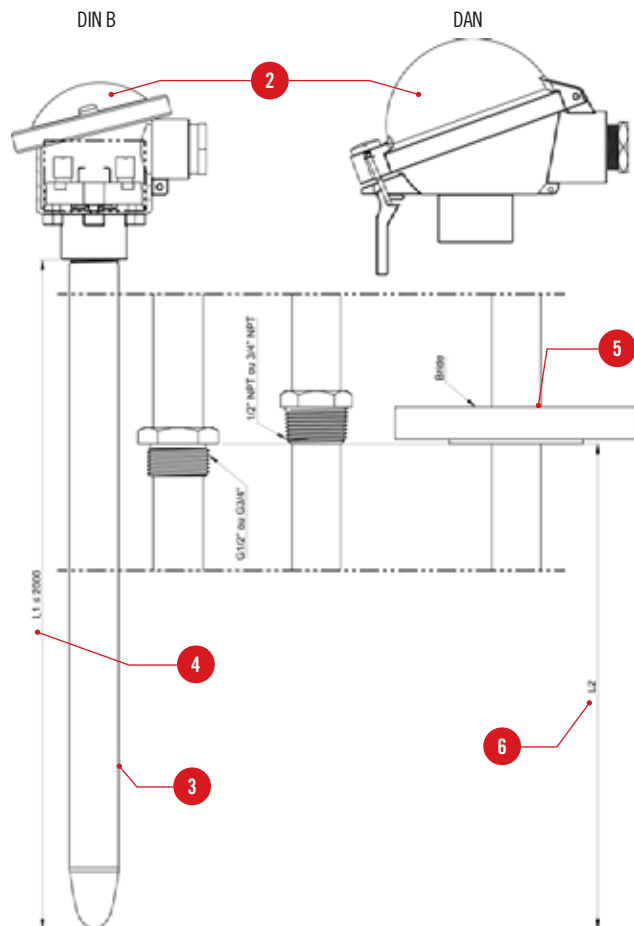 DIN B
DAN
2
1/2" NPT ou 3/4" NPT
Bride
5
G1/2" ou G3/4"
L1 ≤ 2000
4
L2
6
3